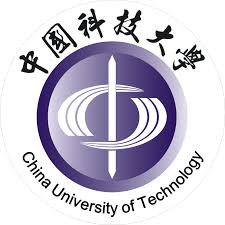 中國科技大學
China University of Technology